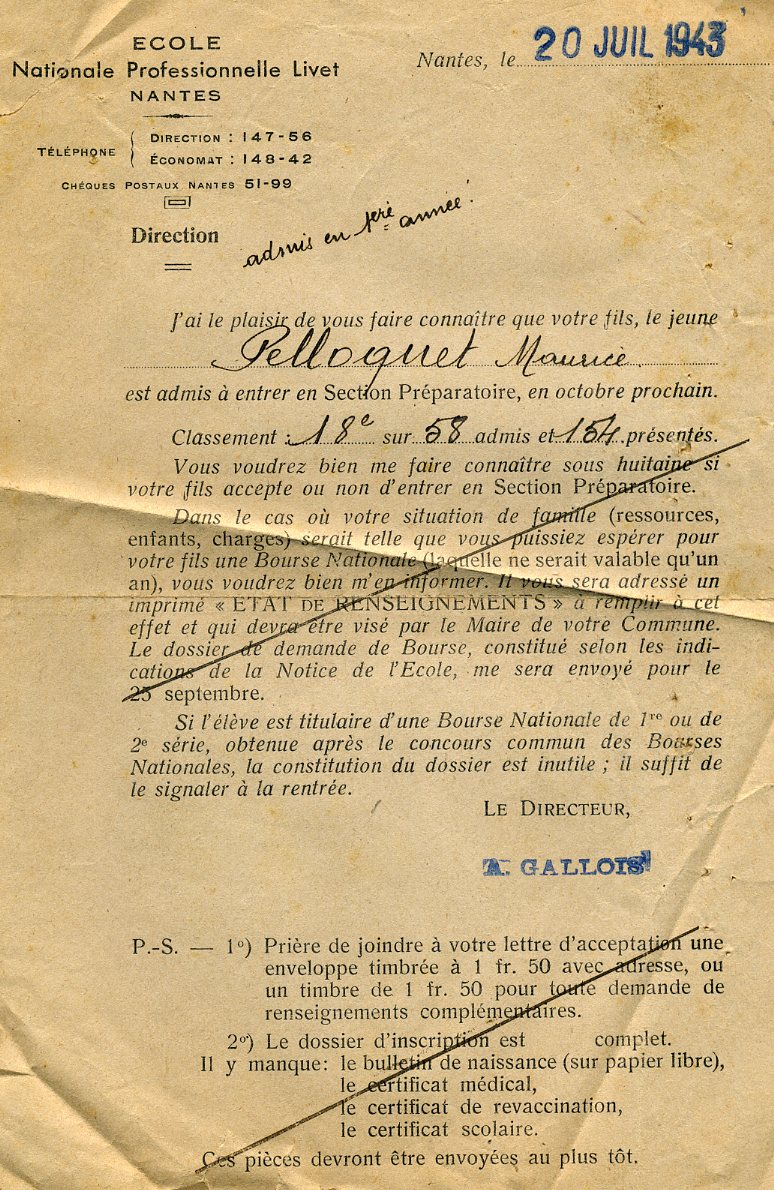 ECOLE
Nationale Professionnelle Livet
NANTES
Nantes, le 20 JUIL 1943
TÉLÉPHONE { DIRECTION : 147-56
ÉCONOMAT : 148-42
CHÉQUES POSTAUX NANTES 51-99
Direction
admis en 1ère année !
J'ai le plaisir de vous faire connaître que votre fils, le jeune
Pelloquet Maurice
est admis à entrer en Section Préparatoire, en octobre prochain.
Classement : 18e sur 58 admis et 154 présentés.
Vous voudrez bien me faire connaître sous huitaine si
votre fils accepte ou non d'entrer en Section Préparatoire.
Dans le cas où votre situation de famille (ressources,
enfants, charges) serait telle que vous puissiez espérer pour
votre fils une Bourse Nationale (laquelle ne serait valable qu'un
an), vous voudrez bien m'en informer. Il vous sera adressé un
imprimé « ETAT DE RENSEIGNEMENTS » à remplir à cet
effet et qui devra être visé par le Maire de votre Commune.
Le dossier de demande de Bourse, constitué selon les indi-
cations de la Notice de l'Ecole, me sera envoyé pour le
25 septembre.
Si l'élève est titulaire d'une Bourse Nationale de 1re ou de
2e série, obtenue après le concours commun des Bourses
Nationales, la constitution du dossier est inutile ; il suffit de
le signaler à la rentrée.
LE DIRECTEUR,
A. GALLOIS
P.-S. — 1o) Prière de joindre à votre lettre d'acceptation une
enveloppe timbrée à 1 fr. 50 avec adresse, ou
un timbre de 1 fr. 50 pour toute demande de
renseignements complémentaires.
2o) Le dossier d'inscription est complet.
Il y manque : le bulletin de naissance (sur papier libre),
le certificat médical,
le certificat de revaccination,
le certificat scolaire.
Ces pièces devront être envoyées au plus tôt.